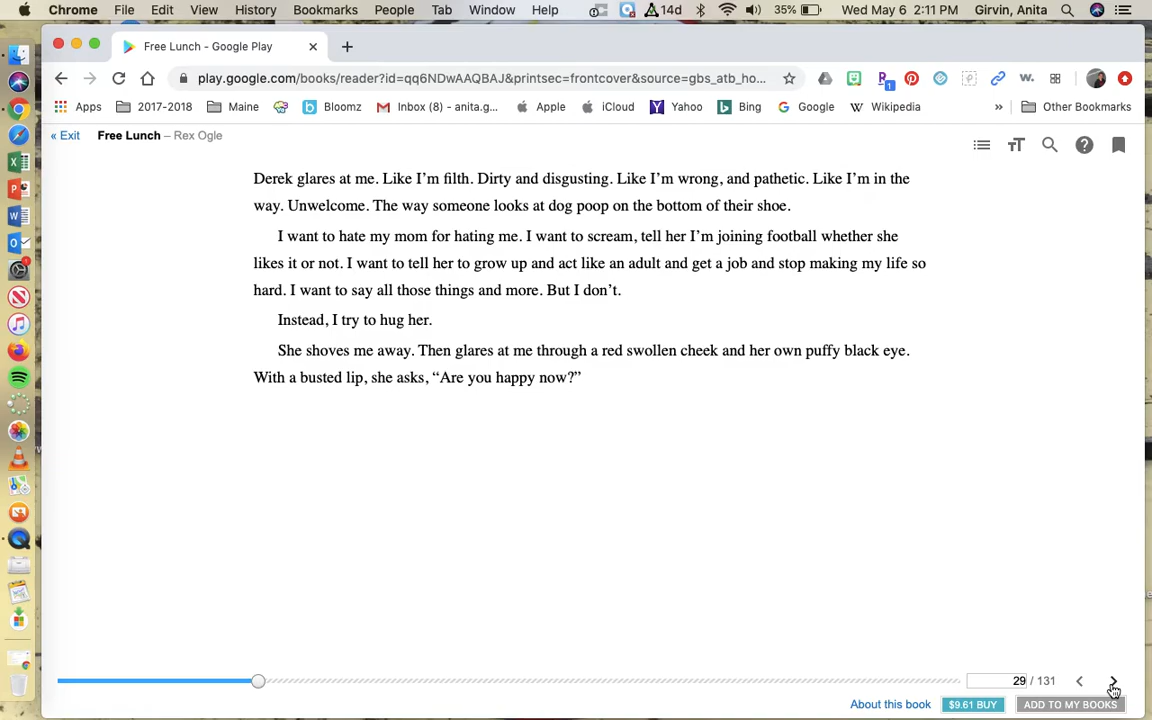 Chrome File Edit View History Bookmarks People Tab Window Help 14d 35% Wed May 6 2:11 PM Girvin, Anita
Free Lunch - Google Play
play.google.com/books/reader?id=qq6NDwAAQBAJ&printsec=frontcover&source=gbs_atb_ho...
Apps 2017-2018 Maine Bloomz Inbox (8) - anita.g... Apple iCloud Yahoo Bing Google Wikipedia » Other Bookmarks
« Exit Free Lunch – Rex Ogle
Derek glares at me. Like I’m filth. Dirty and disgusting. Like I’m wrong, and pathetic. Like I’m in the
way. Unwelcome. The way someone looks at dog poop on the bottom of their shoe.
I want to hate my mom for hating me. I want to scream, tell her I’m joining football whether she
likes it or not. I want to tell her to grow up and act like an adult and get a job and stop making my life so
hard. I want to say all those things and more. But I don’t.
Instead, I try to hug her.
She shoves me away. Then glares at me through a red swollen cheek and her own puffy black eye.
With a busted lip, she asks, “Are you happy now?”
29 / 131
About this book $9.61 BUY ADD TO MY BOOKS